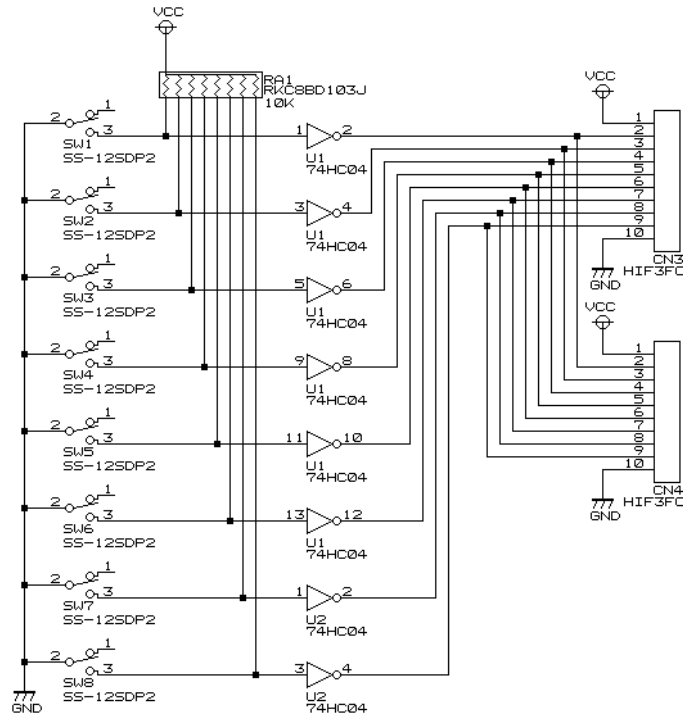 VCC
RA1
RKC8BD103J
10K
1
2
3
SW1
SS-12SDP2
1
2
U1
74HC04
1
2
3
SW2
SS-12SDP2
3
4
U1
74HC04
1
2
3
SW3
SS-12SDP2
5
6
U1
74HC04
1
2
3
SW4
SS-12SDP2
9
8
U1
74HC04
1
2
3
SW5
SS-12SDP2
11
10
U1
74HC04
1
2
3
SW6
SS-12SDP2
13
12
U1
74HC04
1
2
3
SW7
SS-12SDP2
1
2
U2
74HC04
1
2
3
SW8
SS-12SDP2
3
4
U2
74HC04
GND
VCC
1
2
3
4
5
6
7
8
9
10
CN3
HIF3FC
GND
VCC
1
2
3
4
5
6
7
8
9
10
CN4
HIF3FC
GND